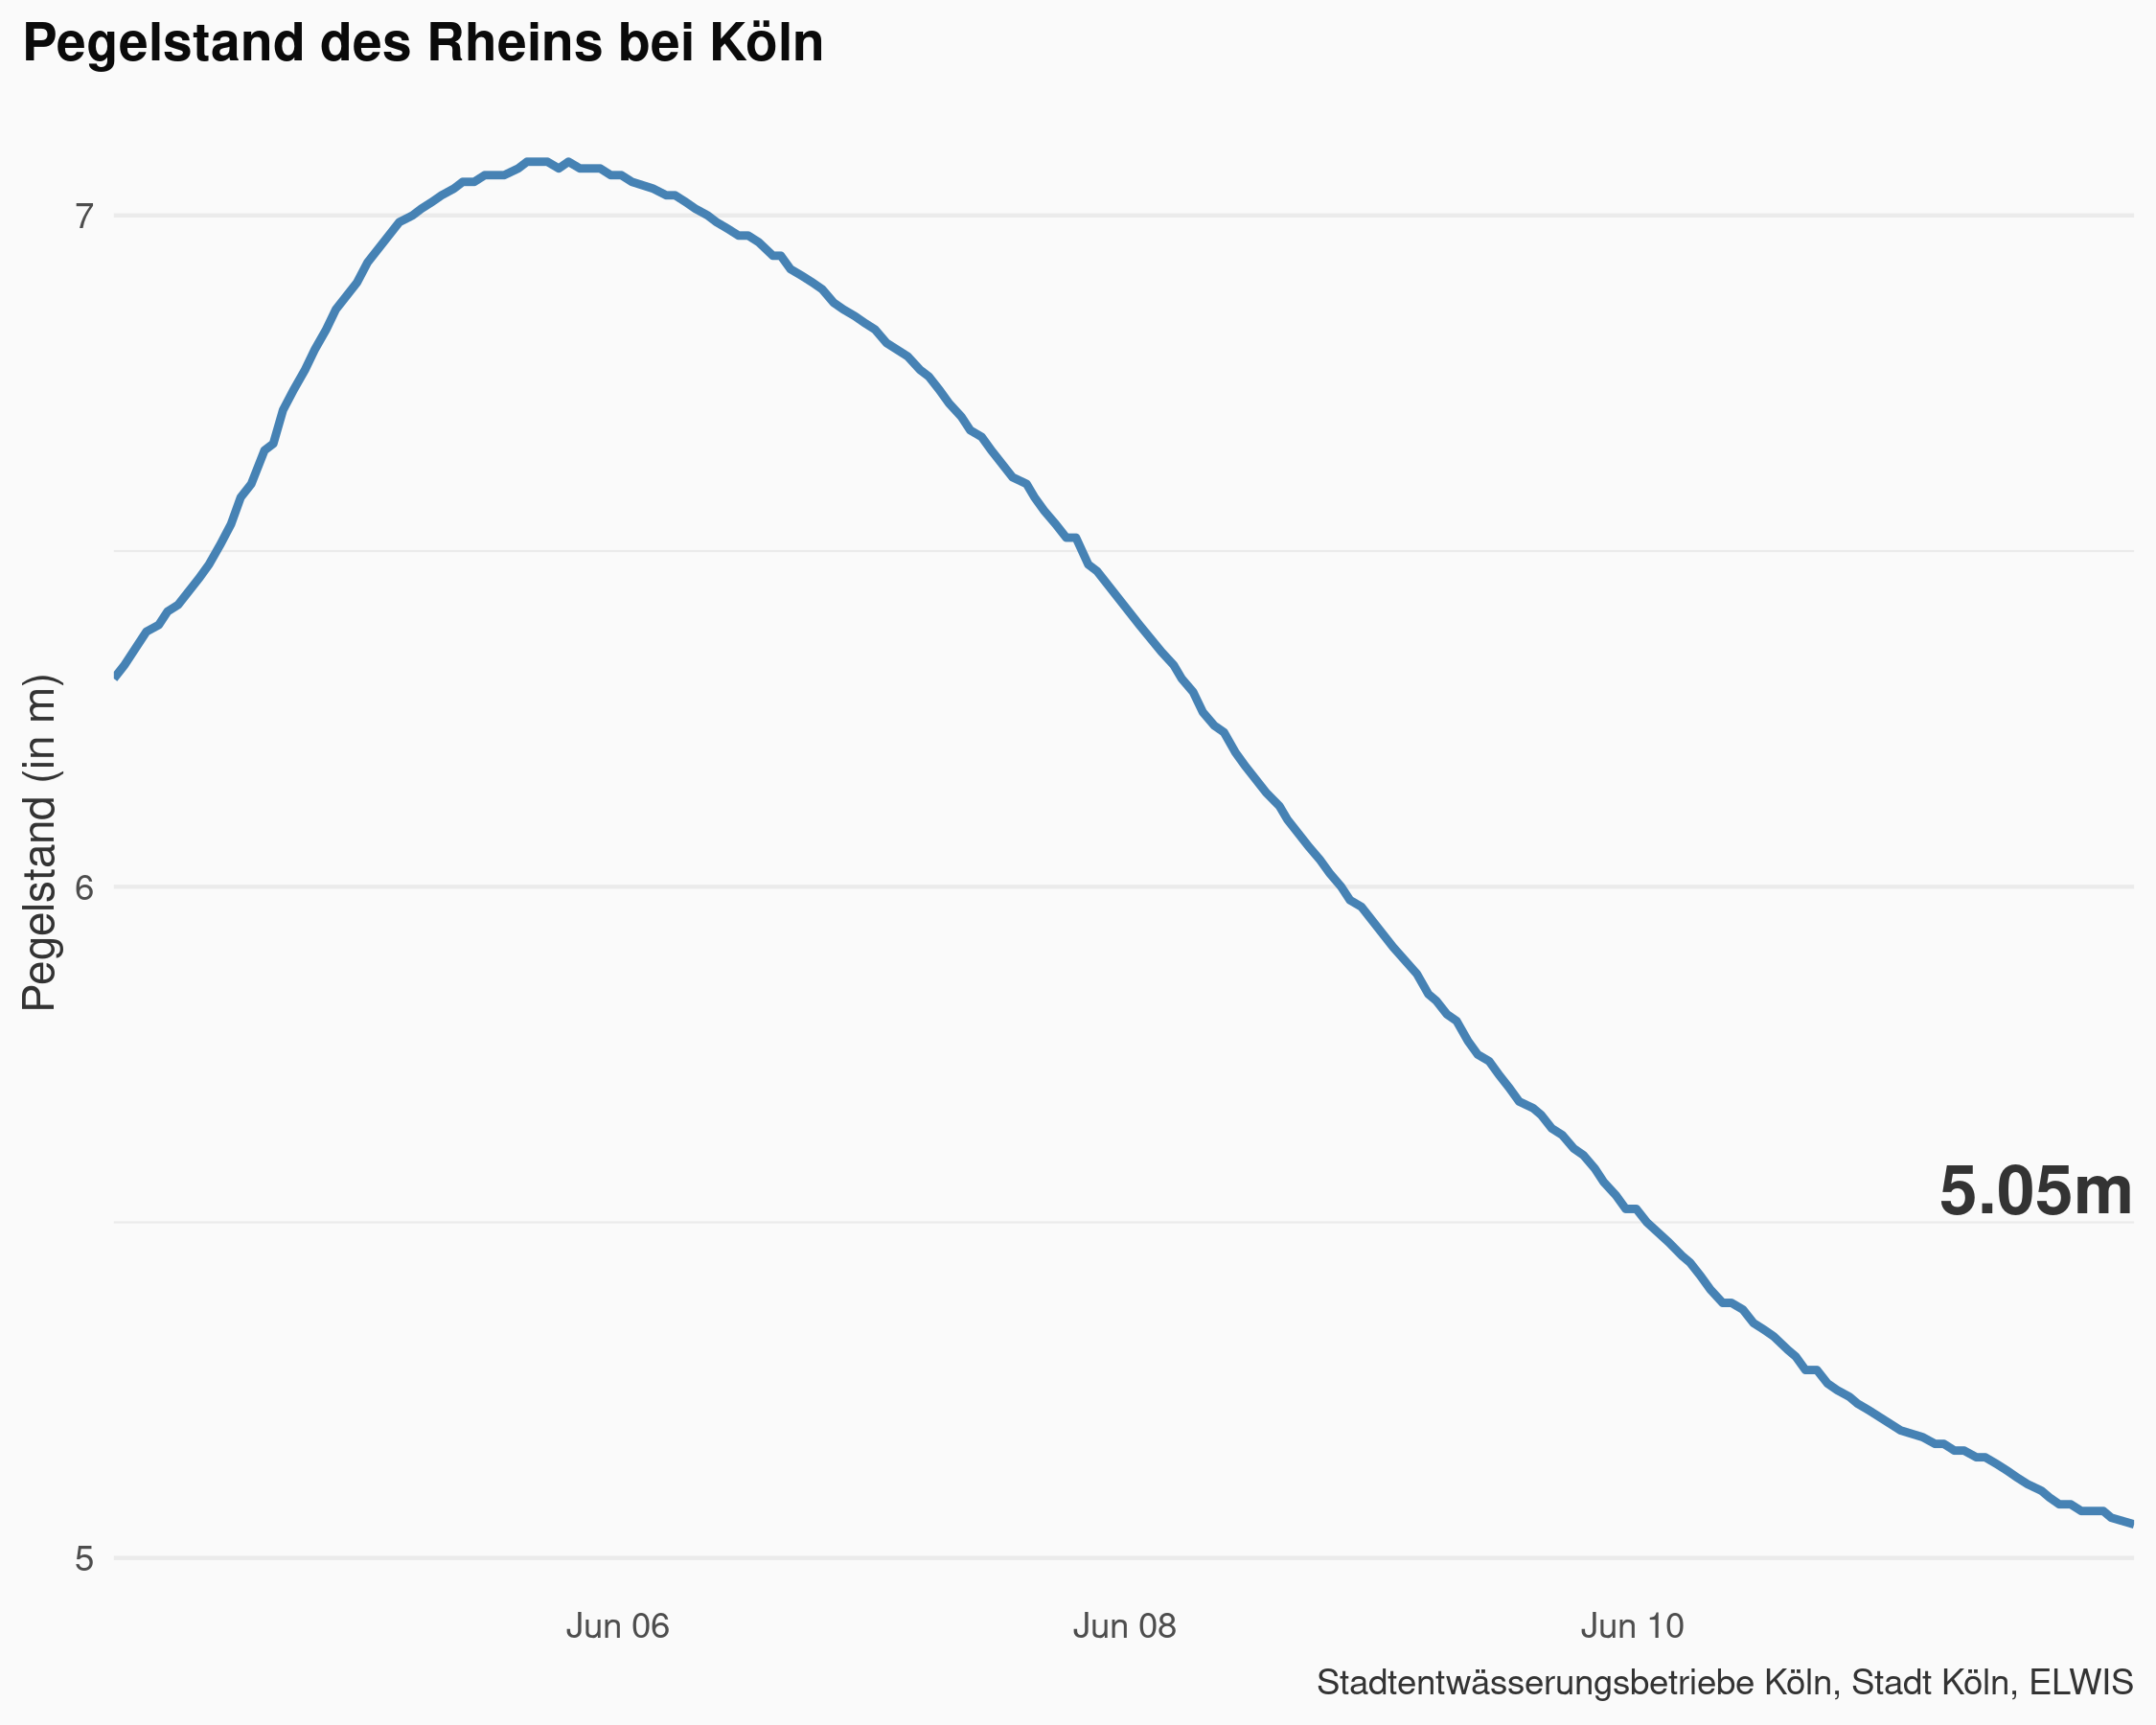 Pegelstand des Rheins bei Köln
Pegelstand (in m)
7
6
5
5.05m
Jun 06
Jun 08
Jun 10
Stadtentwässerungsbetriebe Köln, Stadt Köln, ELWIS